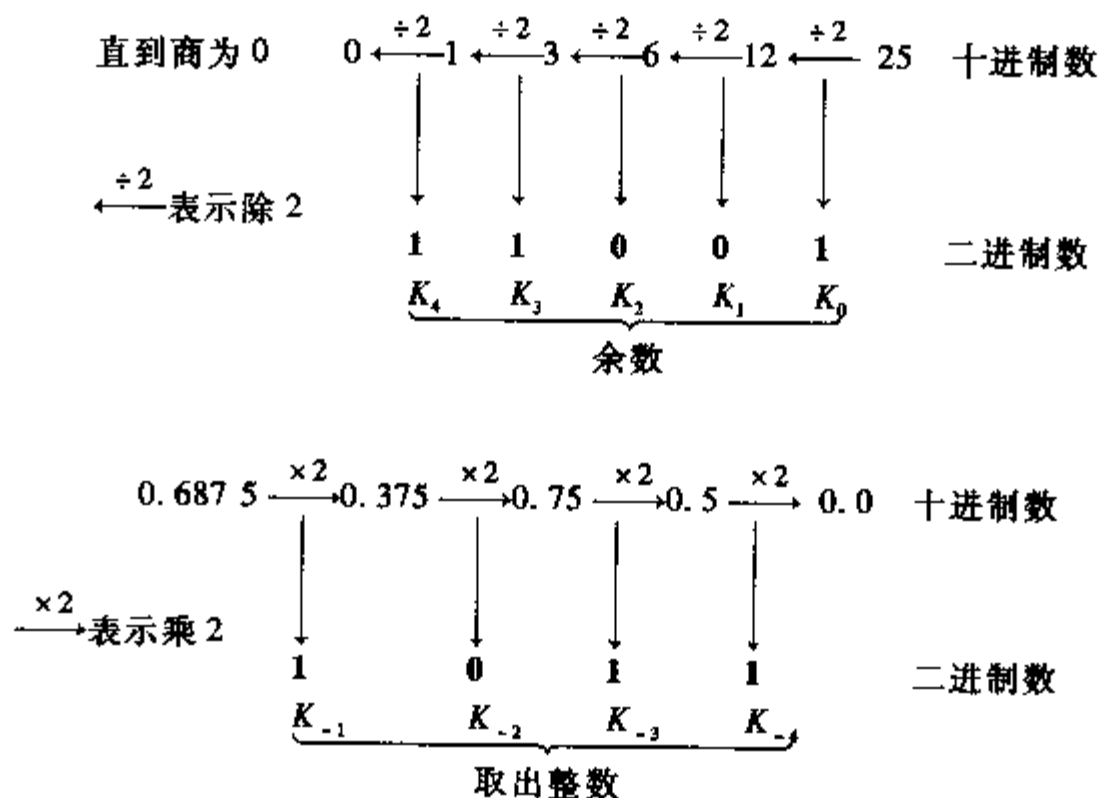 ÷2 ÷2 ÷2 ÷2 ÷2
直到商为0 0 1 3 6 12 25 十进制数
÷2
表示除2
1 1 0 0 1 二进制数
K₄ K₃ K₂ K₁ K₀
余数
×2 ×2 ×2 ×2
0.687 5 0.375 0.75 0.5 0.0 十进制数
×2
表示乘2
1 0 1 1 二进制数
K₋₁ K₋₂ K₋₃ K₋₄
取出整数